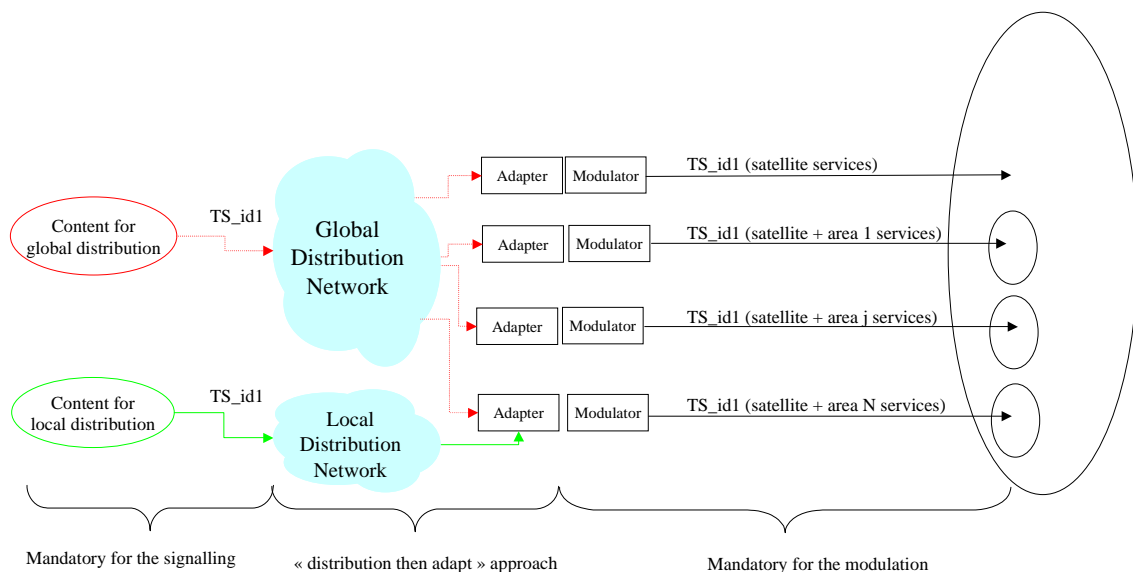 TS_id1 (satellite services)
Adapter
Modulator
Content for
global distribution
TS_id1
Global
Distribution
Network
Adapter
Modulator
TS_id1 (satellite + area 1 services)
Adapter
Modulator
TS_id1 (satellite + area j services)
Content for
local distribution
TS_id1
Local
Distribution
Network
Adapter
Modulator
TS_id1 (satellite + area N services)
Mandatory for the signalling
« distribution then adapt » approach
Mandatory for the modulation